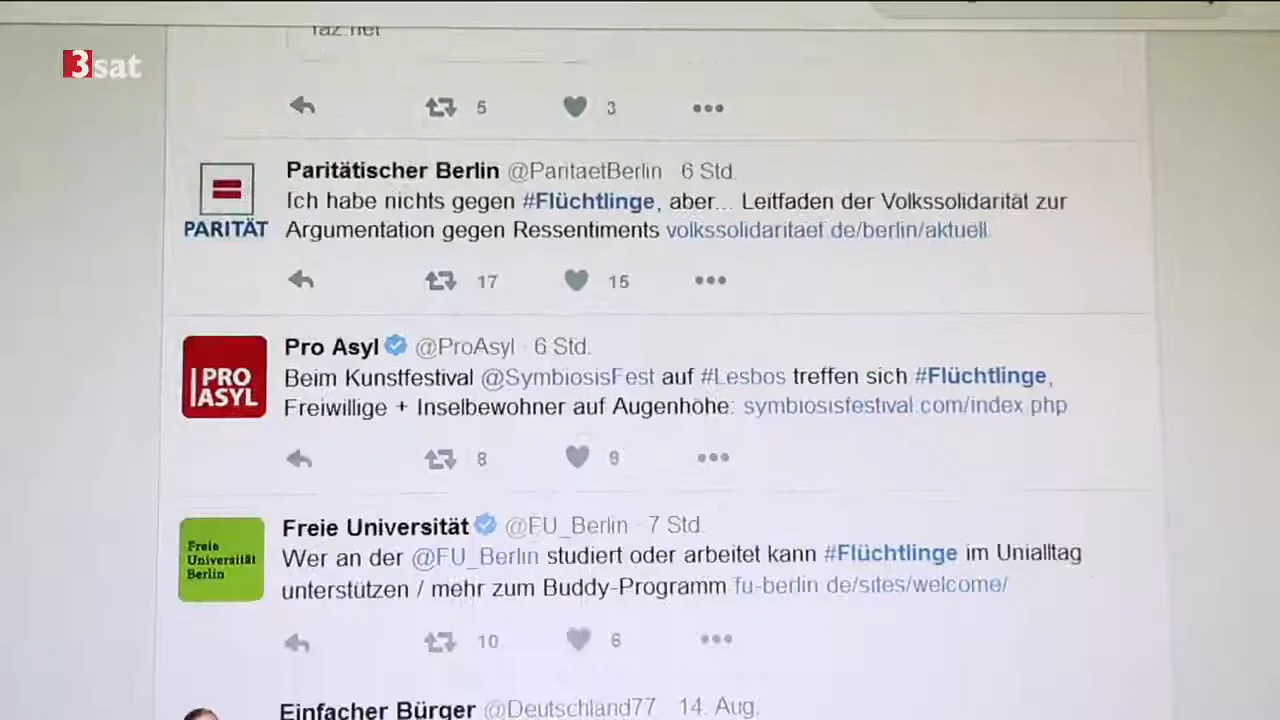 faz.net
3sat
5 3
Paritätischer Berlin @ParitaetBerlin 6 Std.
Ich habe nichts gegen #Flüchtlinge, aber... Leitfaden der Volkssolidarität zur
PARITÄT
Argumentation gegen Ressentiments volkssolidaritaet.de/berlin/aktuell
17 15
Pro Asyl @ProAsyl · 6 Std.
PRO
ASYL
Beim Kunstfestival @SymbiosisFest auf #Lesbos treffen sich #Flüchtlinge,
Freiwillige + Inselbewohner auf Augenhöhe: symbiosisfestival.com/index.php
8
Freie Universität @FU_Berlin · 7 Std.
Freie
Universität
Berlin
Wer an der @FU_Berlin studiert oder arbeitet kann #Flüchtlinge im Unialltag
unterstützen / mehr zum Buddy-Programm fu-berlin.de/sites/welcome/
10 6
Einfacher Bürger @Deutschland77 14. Aug.